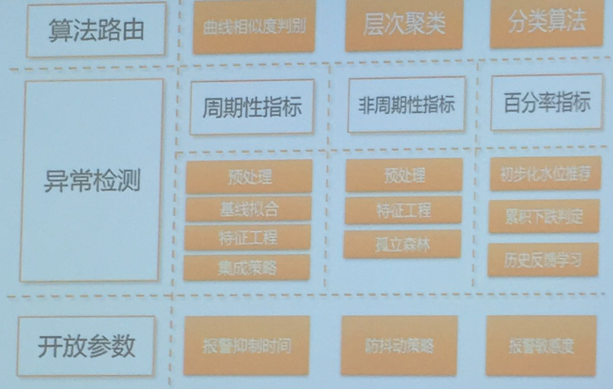 算法路由
曲线相似度判别
层次聚类
分类算法
异常检测
周期性指标
非周期性指标
百分率指标
预处理
预处理
初步化水位推荐
基线拟合
特征工程
累积下跌判定
特征工程
孤立森林
历史反馈学习
集成策略
开放参数
报警抑制时间
防抖动策略
报警敏感度